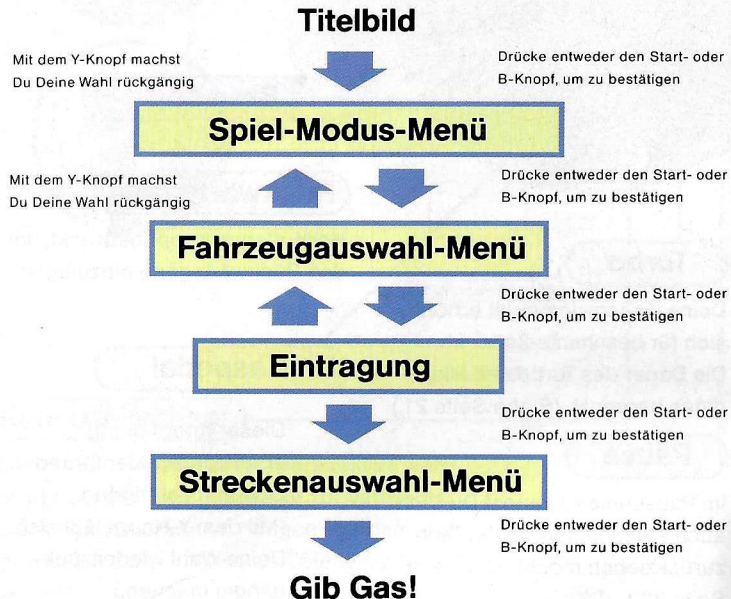 Titelbild
Mit dem Y-Knopf machst
Du Deine Wahl rückgängig
Drücke entweder den Start- oder
B-Knopf, um zu bestätigen
Spiel-Modus-Menü
Mit dem Y-Knopf machst
Du Deine Wahl rückgängig
Drücke entweder den Start- oder
B-Knopf, um zu bestätigen
Fahrzeugauswahl-Menü
Drücke entweder den Start- oder
B-Knopf, um zu bestätigen
Eintragung
Drücke entweder den Start- oder
B-Knopf, um zu bestätigen
Streckenauswahl-Menü
Drücke entweder den Start- oder
B-Knopf, um zu bestätigen
Gib Gas!